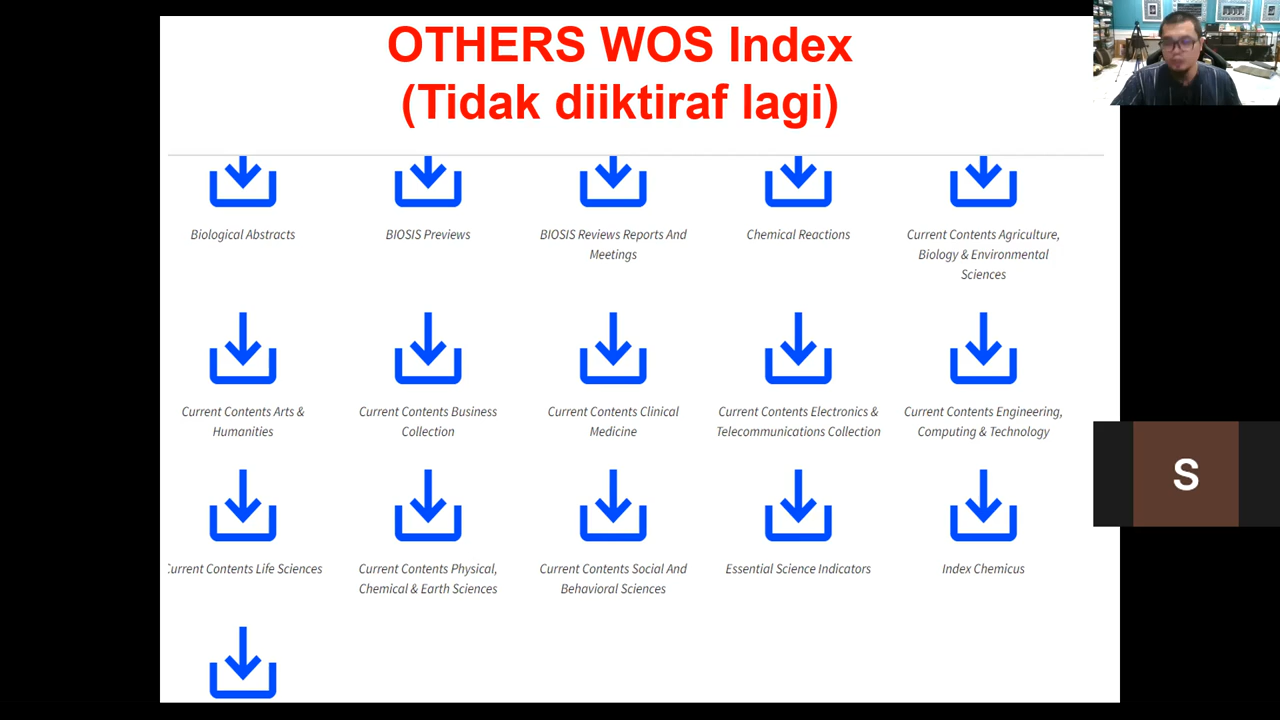 OTHERS WOS Index
(Tidak diiktiraf lagi)
Biological Abstracts
BIOSIS Previews
BIOSIS Reviews Reports And
Meetings
Chemical Reactions
Current Contents Agriculture,
Biology & Environmental
Sciences
Current Contents Arts &
Humanities
Current Contents Business
Collection
Current Contents Clinical
Medicine
Current Contents Electronics &
Telecommunications Collection
Current Contents Engineering,
Computing & Technology
S
Current Contents Life Sciences
Current Contents Physical,
Chemical & Earth Sciences
Current Contents Social And
Behavioral Sciences
Essential Science Indicators
Index Chemicus